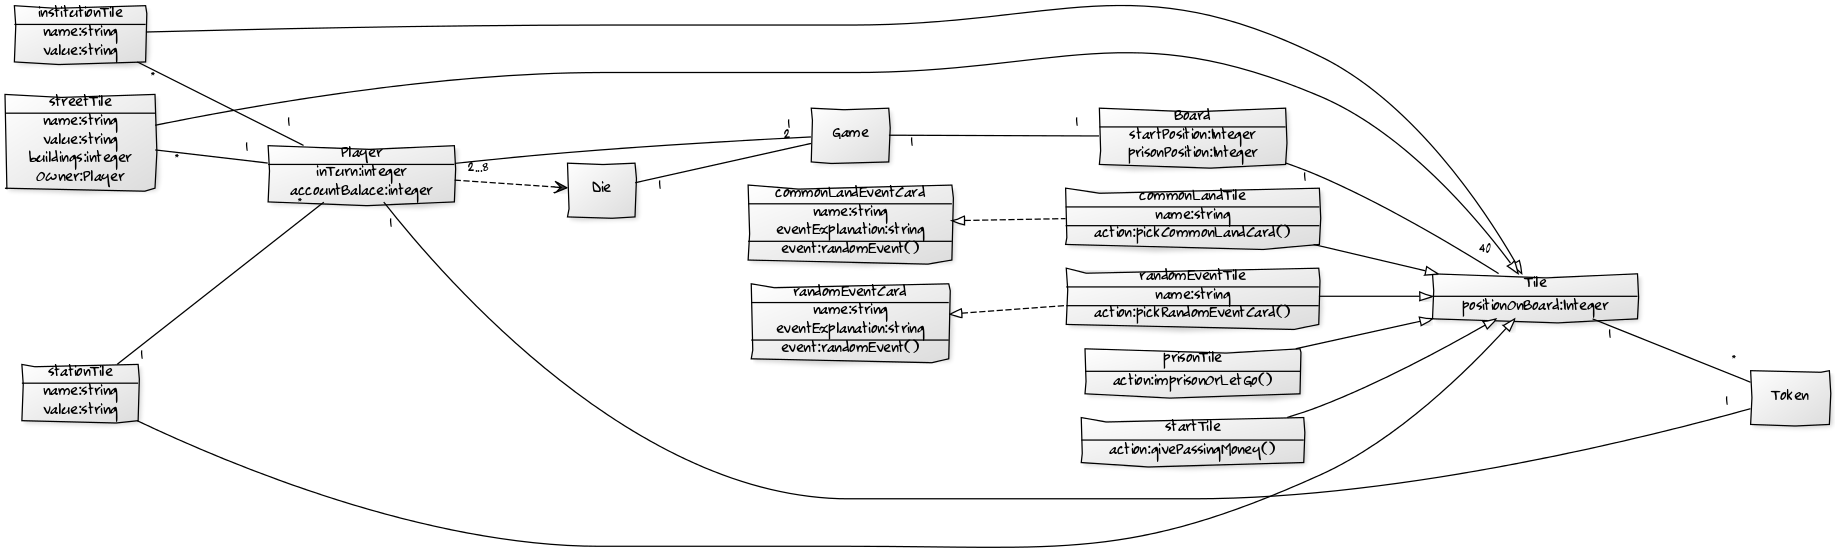 institutionTile
name:string
value:string
*
1
streetTile
name:string
value:string
buildings:integer
Owner:Player
*
1
Player
inTurn:integer
accountBalace:integer
*
1
2...8
1
2
Die
1
Game
1
1
Board
startPosition:Integer
prisonPosition:Integer
1
40
commonLandEventCard
name:string
eventExplanation:string
event:randomEvent()
commonLandTile
name:string
action:pickCommonLandCard()
randomEventCard
name:string
eventExplanation:string
event:randomEvent()
randomEventTile
name:string
action:pickRandomEventCard()
Tile
positionOnBoard:Integer
1
*
prisonTile
action:imprisonOrLetGo()
1
Token
startTile
action:givePassingMoney()
1
stationTile
name:string
value:string